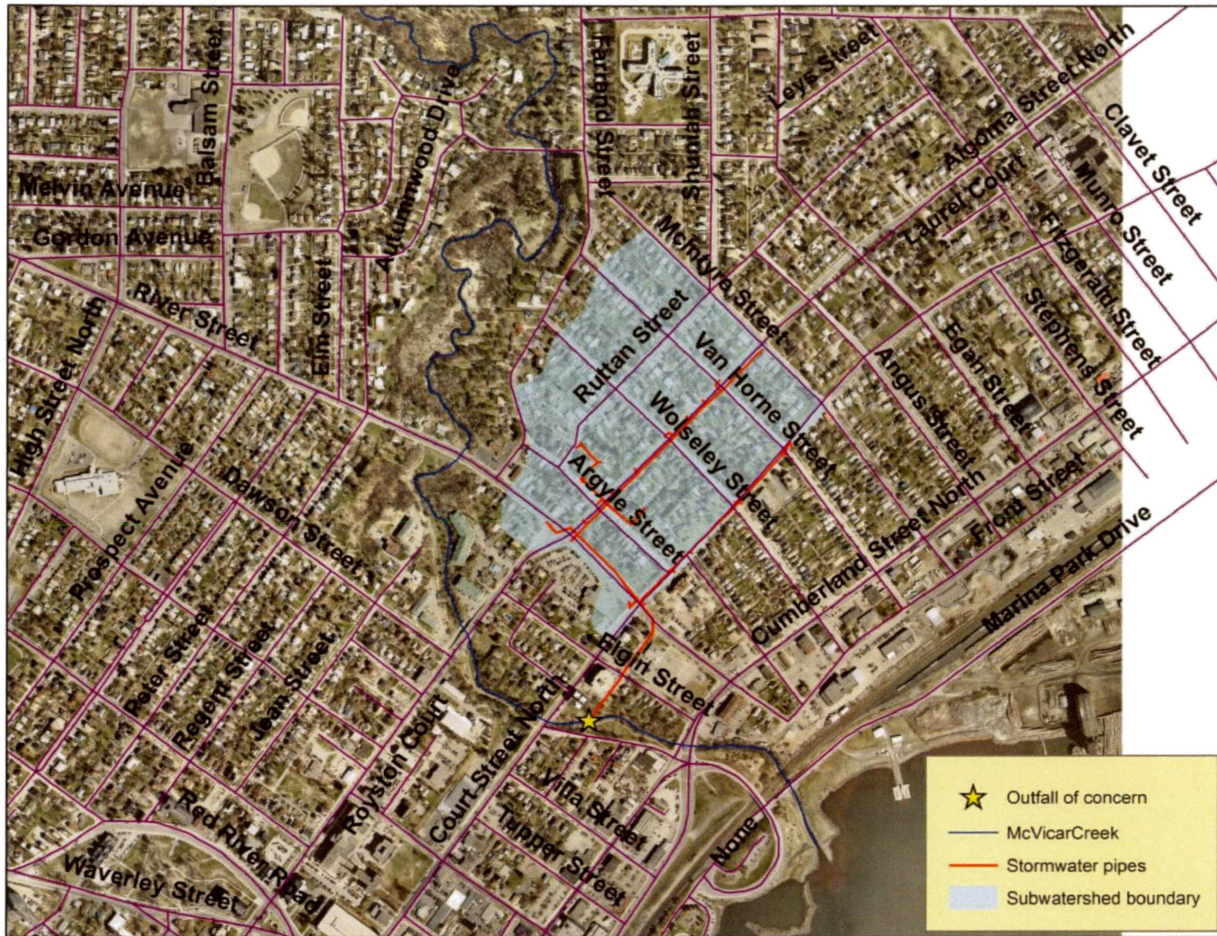 Balsam Street
Melvin Avenue
Gordon Avenue
River Street
Elm Street
Autumnwood Drive
Farrand Street
Shuniah Street
Leys Street
Algoma Street North
Laurel Court
Clavet Street
Munro Street
Fitzgerald Street
Stephens Street
Egan Street
Angus Street
McIntyre Street
Van Horne Street
Ruttan Street
Wolseley Street
Argyle Street
High Street North
Prospect Avenue
Dawson Street
Peter Street
Regent Street
Jean Street
Royston Court
Court Street North
Elgin Street
Cumberland Street North
Front Street
Marina Park Drive
Villa Street
Tupper Street
None
Red River Road
Waverley Street
Outfall of concern
McVicarCreek
Stormwater pipes
Subwatershed boundary